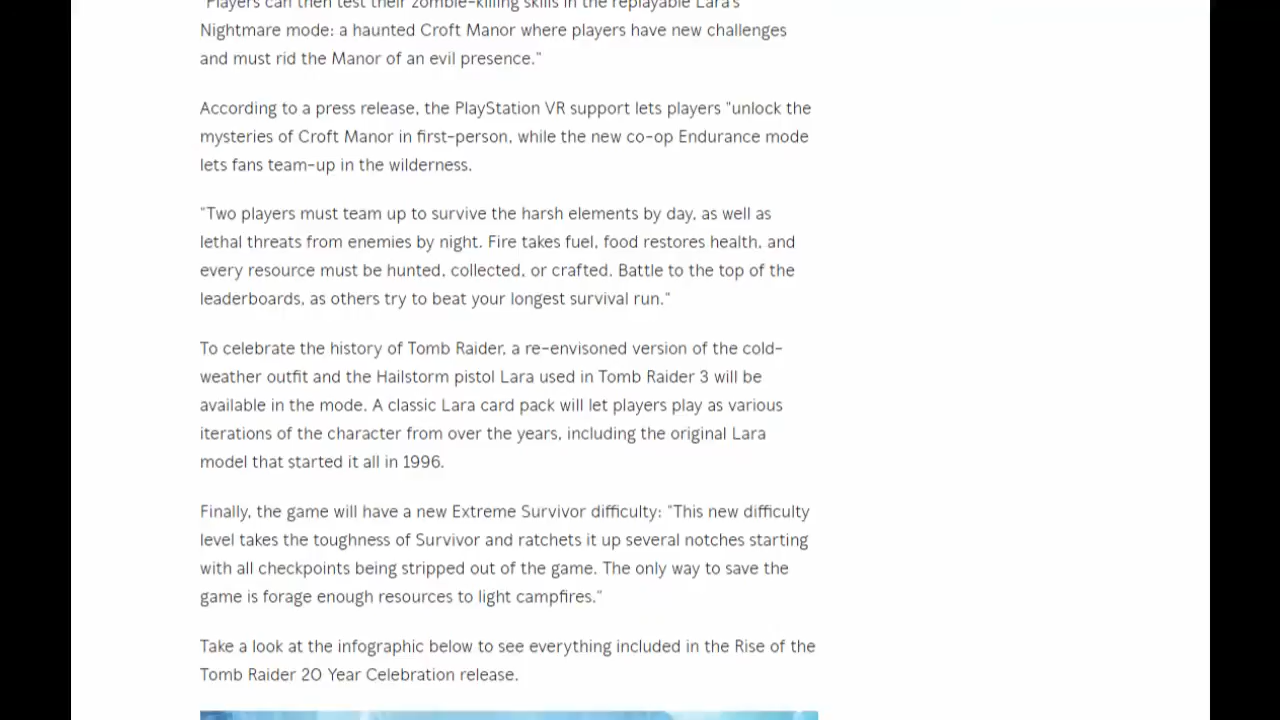 "Players can then test their zombie-killing skills in the replayable Lara's
Nightmare mode: a haunted Croft Manor where players have new challenges
and must rid the Manor of an evil presence."
According to a press release, the PlayStation VR support lets players "unlock the
mysteries of Croft Manor in first-person, while the new co-op Endurance mode
lets fans team-up in the wilderness.
"Two players must team up to survive the harsh elements by day, as well as
lethal threats from enemies by night. Fire takes fuel, food restores health, and
every resource must be hunted, collected, or crafted. Battle to the top of the
leaderboards, as others try to beat your longest survival run."
To celebrate the history of Tomb Raider, a re-envisoned version of the cold-
weather outfit and the Hailstorm pistol Lara used in Tomb Raider 3 will be
available in the mode. A classic Lara card pack will let players play as various
iterations of the character from over the years, including the original Lara
model that started it all in 1996.
Finally, the game will have a new Extreme Survivor difficulty: "This new difficulty
level takes the toughness of Survivor and ratchets it up several notches starting
with all checkpoints being stripped out of the game. The only way to save the
game is forage enough resources to light campfires."
Take a look at the infographic below to see everything included in the Rise of the
Tomb Raider 20 Year Celebration release.